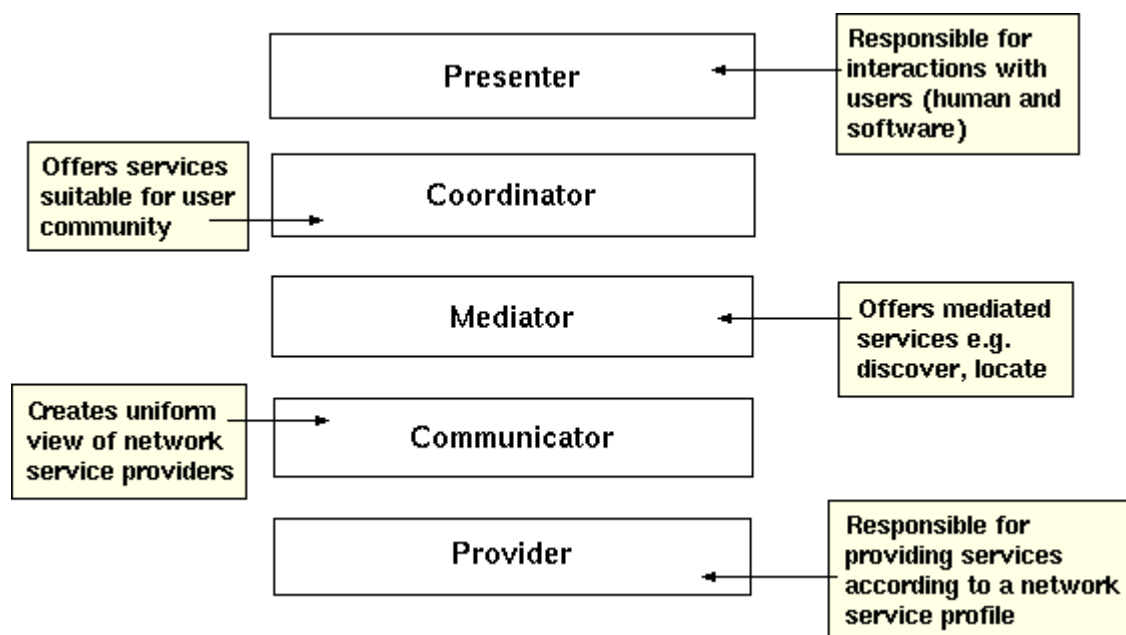 Presenter
Responsible for
interactions with
users (human and
software)
Offers services
suitable for user
community
Coordinator
Mediator
Offers mediated
services e.g.
discover, locate
Creates uniform
view of network
service providers
Communicator
Provider
Responsible for
providing services
according to a network
service profile